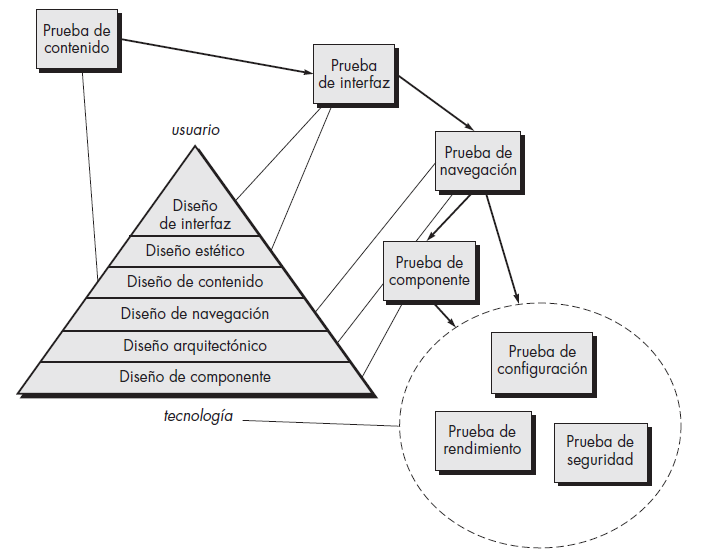 Prueba de
contenido
Prueba
de interfaz
usuario
Prueba de
navegación
Diseño
de interfaz
Diseño estético
Prueba de
componente
Diseño de contenido
Diseño de navegación
Diseño arquitectónico
Diseño de componente
Prueba de
configuración
tecnología
Prueba de
rendimiento
Prueba de
seguridad